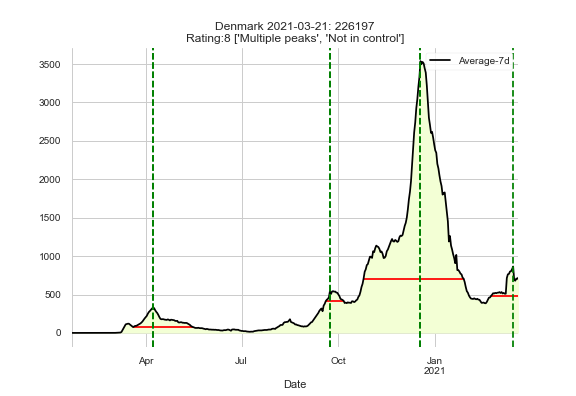 Denmark 2021-03-21: 226197
Rating:8 ['Multiple peaks', 'Not in control']
Average-7d
3500
3000
2500
2000
1500
1000
500
0
Apr
Jul
Oct
Jan
2021
Date